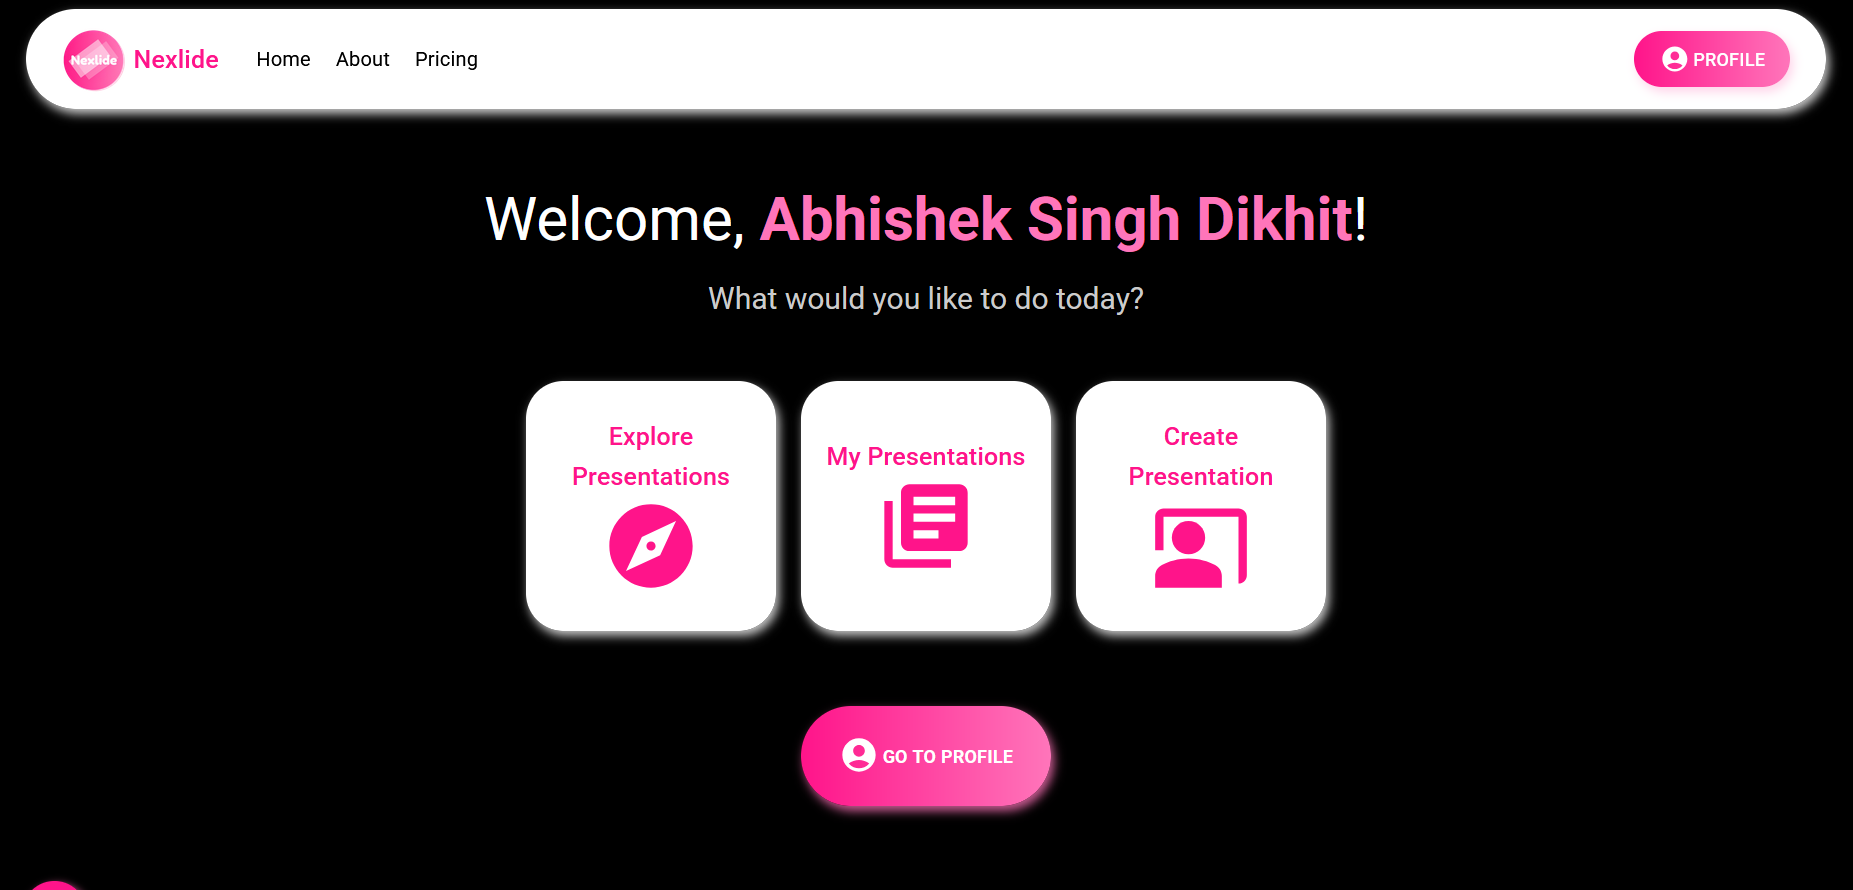 Nexlide
Nexlide
Home
About
Pricing
PROFILE
Welcome, Abhishek Singh Dikhit!
What would you like to do today?
Explore
Presentations
My Presentations
Create
Presentation
GO TO PROFILE